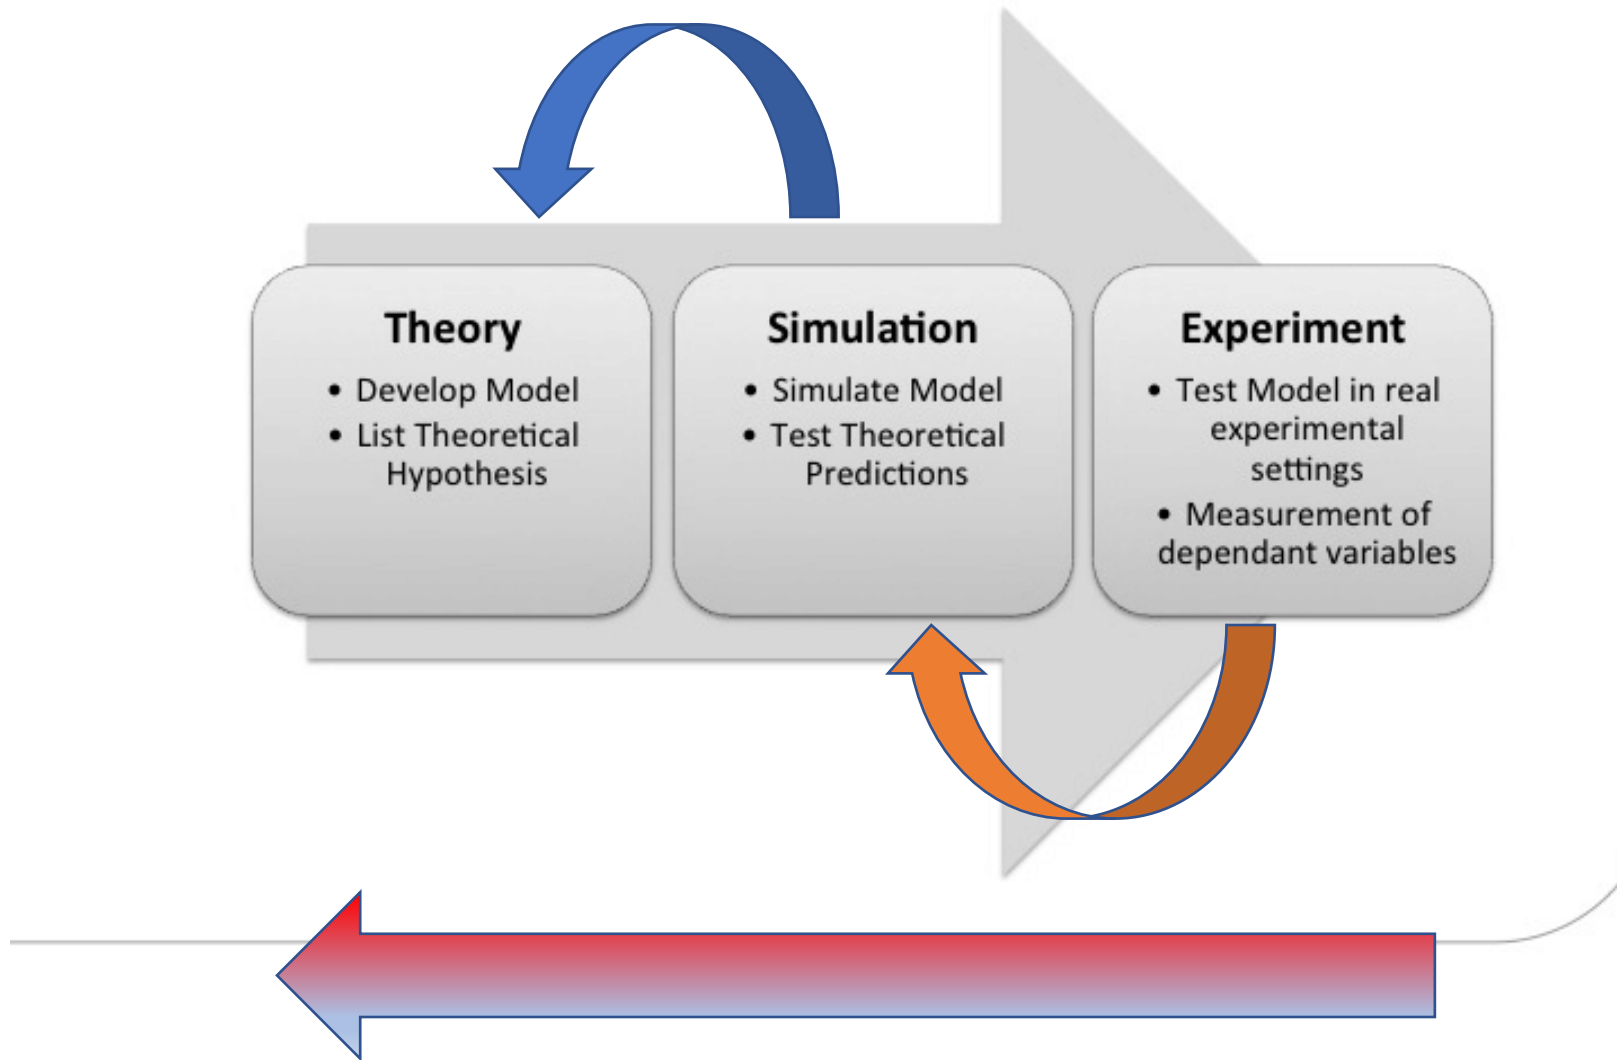 Theory
• Develop Model
• List Theoretical
Hypothesis
Simulation
• Simulate Model
• Test Theoretical
Predictions
Experiment
• Test Model in real
experimental
settings
• Measurement of
dependant variables